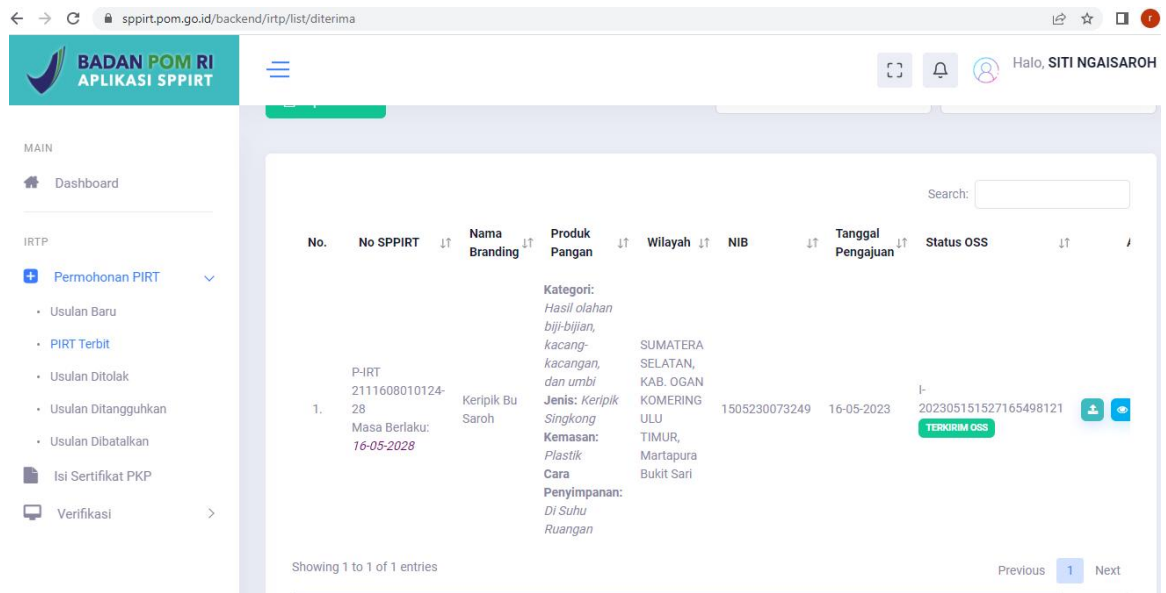 sppirt.pom.go.id/backend/irtp/list/diterima
r
BADAN POM RI
APLIKASI SPPIRT
Halo, SITI NGAISAROH
MAIN
Dashboard
IRTP
Permohonan PIRT
Usulan Baru
PIRT Terbit
Usulan Ditolak
Usulan Ditangguhkan
Usulan Dibatalkan
Isi Sertifikat PKP
Verifikasi
Search:
No.
No SPPIRT
Nama
Branding
Produk
Pangan
Wilayah
NIB
Tanggal
Pengajuan
Status OSS
1.
P-IRT
2111608010124-
28
Masa Berlaku:
16-05-2028
Keripik Bu
Saroh
Kategori:
Hasil olahan
biji-bijian,
kacang-
kacangan,
dan umbi
Jenis: Keripik
Singkong
Kemasan:
Plastik
Cara
Penyimpanan:
Di Suhu
Ruangan
SUMATERA
SELATAN,
KAB. OGAN
KOMERING
ULU
TIMUR,
Martapura
Bukit Sari
1505230073249
16-05-2023
I-
202305151527165498121
TERKIRIM OSS
Showing 1 to 1 of 1 entries
Previous
1
Next